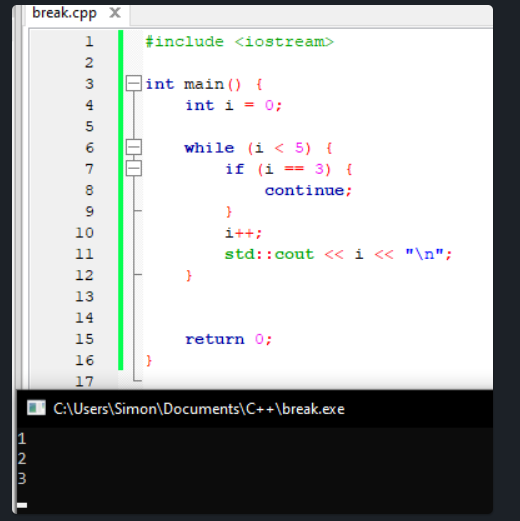 break.cpp X
1 #include <iostream>
2
3 int main() {
4     int i = 0;
5
6     while (i < 5) {
7         if (i == 3) {
8             continue;
9         }
10         i++;
11         std::cout << i << "\n";
12     }
13
14
15     return 0;
16 }
17
C:\Users\Simon\Documents\C++\break.exe
1
2
3